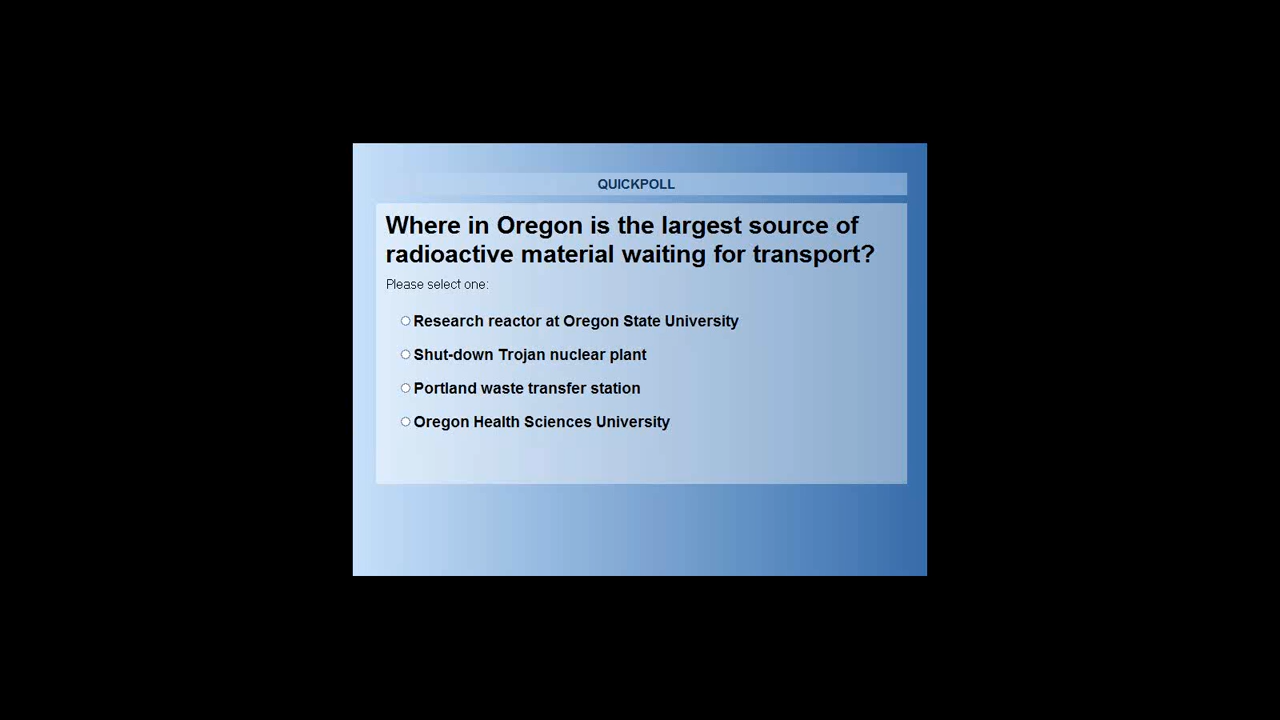 QUICKPOLL
Where in Oregon is the largest source of
radioactive material waiting for transport?
Please select one:
Research reactor at Oregon State University
Shut-down Trojan nuclear plant
Portland waste transfer station
Oregon Health Sciences University